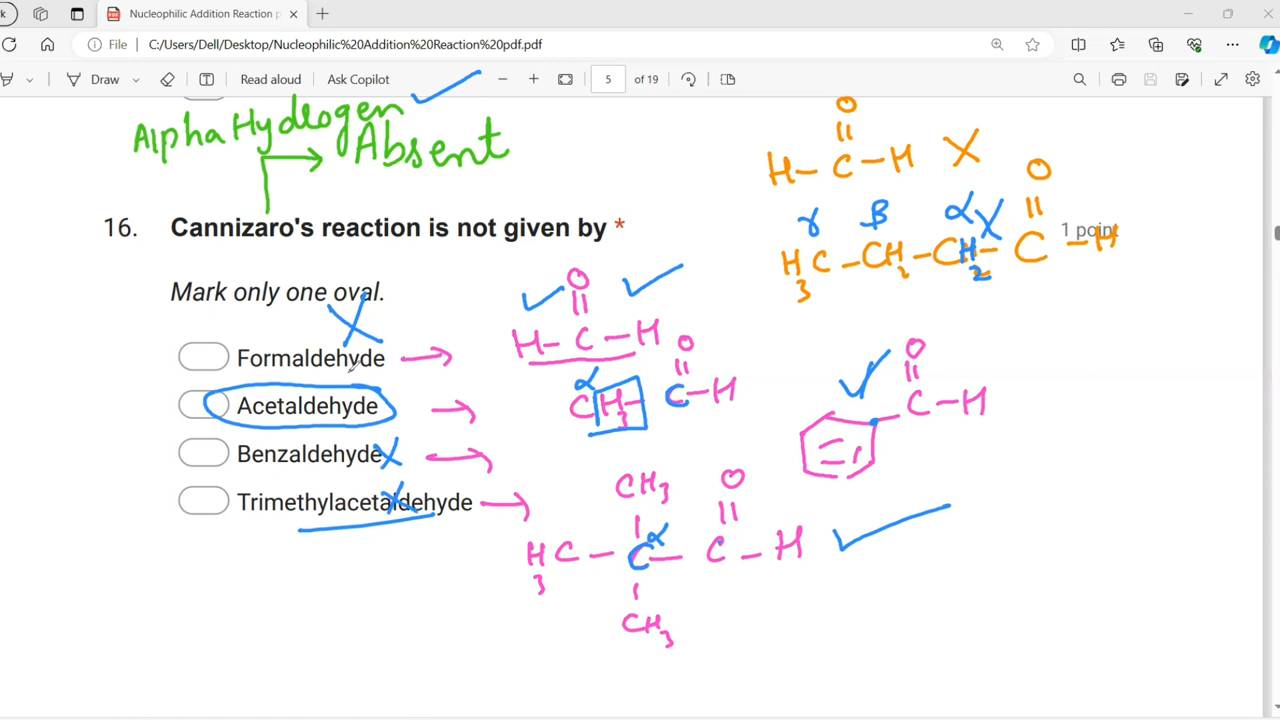 Nucleophilic Addition Reaction p
File C:/Users/Dell/Desktop/Nucleophilic%20Addition%20Reaction%20pdf.pdf
Draw Read aloud Ask Copilot 5 of 19
Alpha Hydrogen
Absent
O
H-C-H X
16. Cannizaro's reaction is not given by *
1 point
γ β α X O
H3C-CH2-CH2-C-H
Mark only one oval.
O
H-C-H
Formaldehyde
α O
CH3-C-H
Acetaldehyde
O
C-H
Benzaldehyde
Trimethylacetaldehyde
CH3 O
α
H3C-C-C-H
CH3